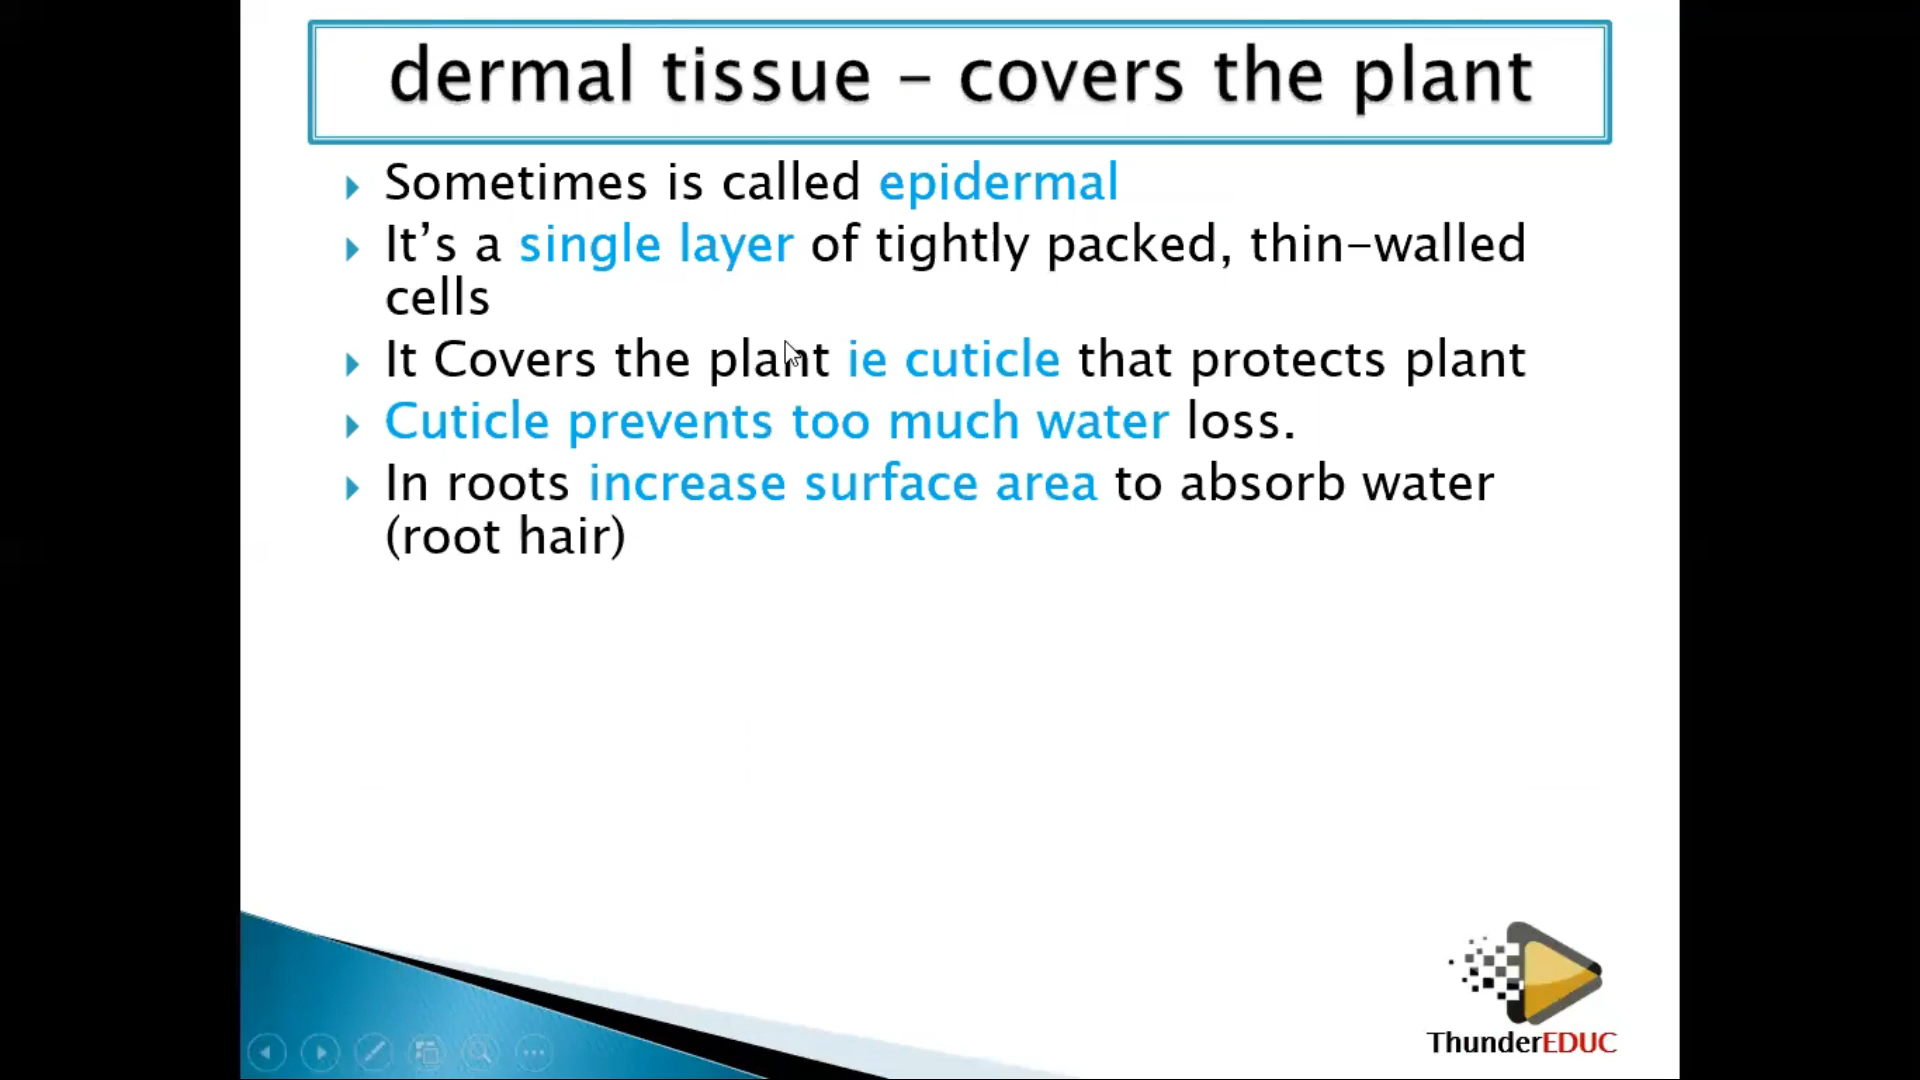 dermal tissue – covers the plant
Sometimes is called epidermal
It’s a single layer of tightly packed, thin-walled
cells
It Covers the plant ie cuticle that protects plant
Cuticle prevents too much water loss.
In roots increase surface area to absorb water
(root hair)
ThunderEDUC